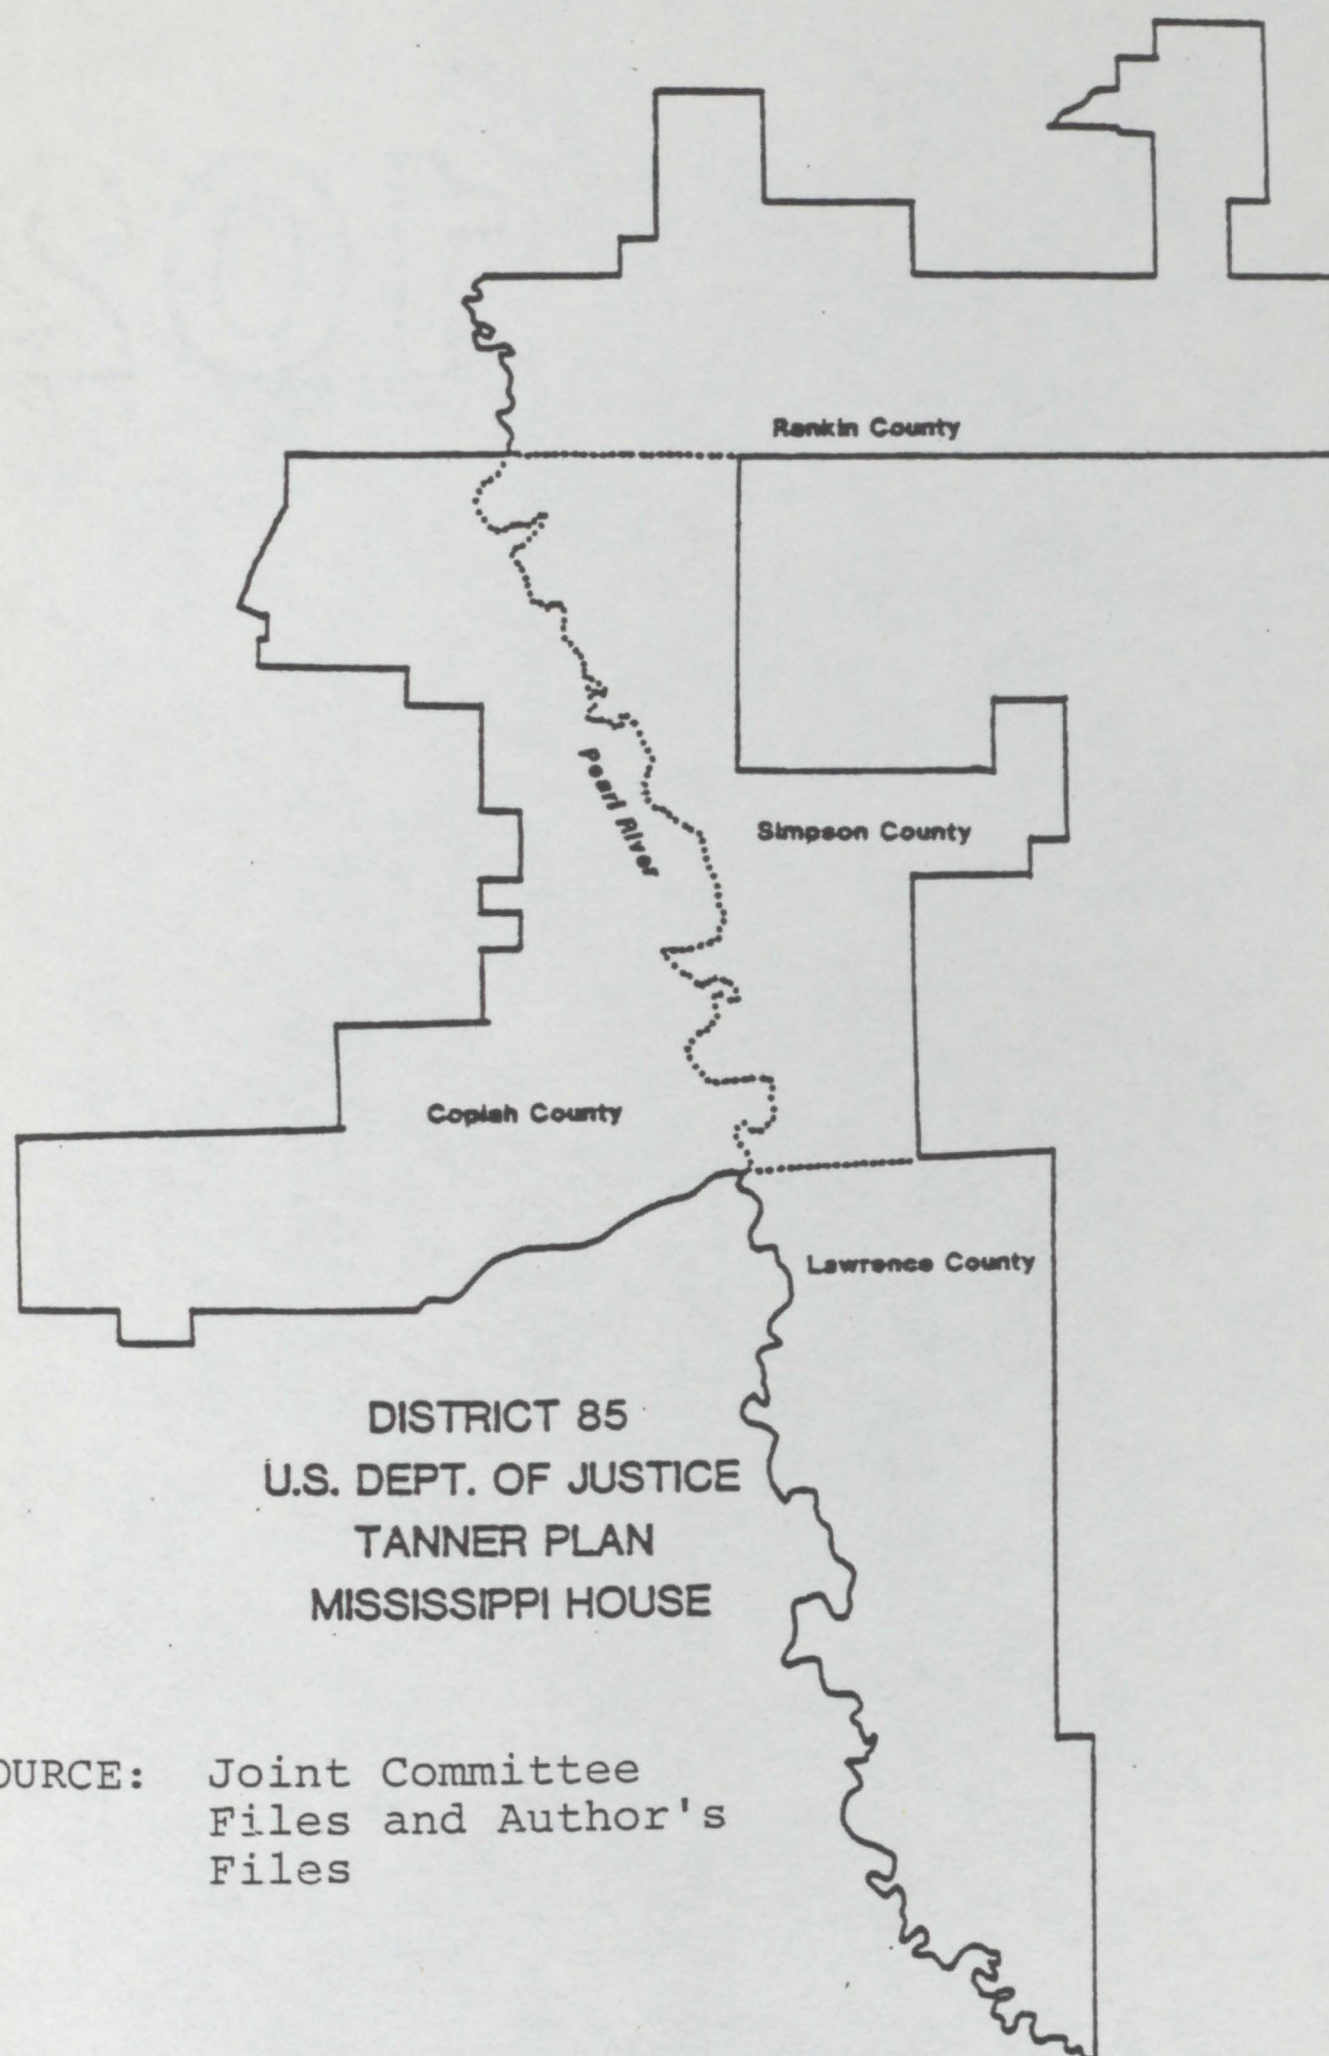 Rankin County
Pearl River
Simpson County
Copiah County
Lawrence County
DISTRICT 85
U.S. DEPT. OF JUSTICE
TANNER PLAN
MISSISSIPPI HOUSE
OURCE: Joint Committee
Files and Author's
Files